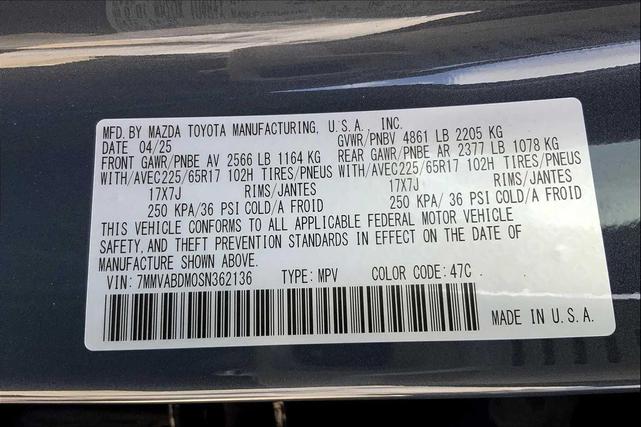 MFD. BY MAZDA TOYOTA MANUFACTURING, U.S.A. INC.
DATE 04/25 GVWR/PNBV 4861 LB 2205 KG
FRONT GAWR/PNBE AV 2566 LB 1164 KG REAR GAWR/PNBE AR 2377 LB 1078 KG
WITH/AVEC225/65R17 102H TIRES/PNEUS WITH/AVEC225/65R17 102H TIRES/PNEUS
17X7J RIMS/JANTES 17X7J RIMS/JANTES
250 KPA/36 PSI COLD/A FROID 250 KPA/ 36 PSI COLD/A FROID
THIS VEHICLE CONFORMS TO ALL APPLICABLE FEDERAL MOTOR VEHICLE
SAFETY, AND THEFT PREVENTION STANDARDS IN EFFECT ON THE DATE OF
MANUFACTURE SHOWN ABOVE.
VIN: 7MMVABDM0SN362136 TYPE: MPV COLOR CODE: 47C
MADE IN U.S.A.